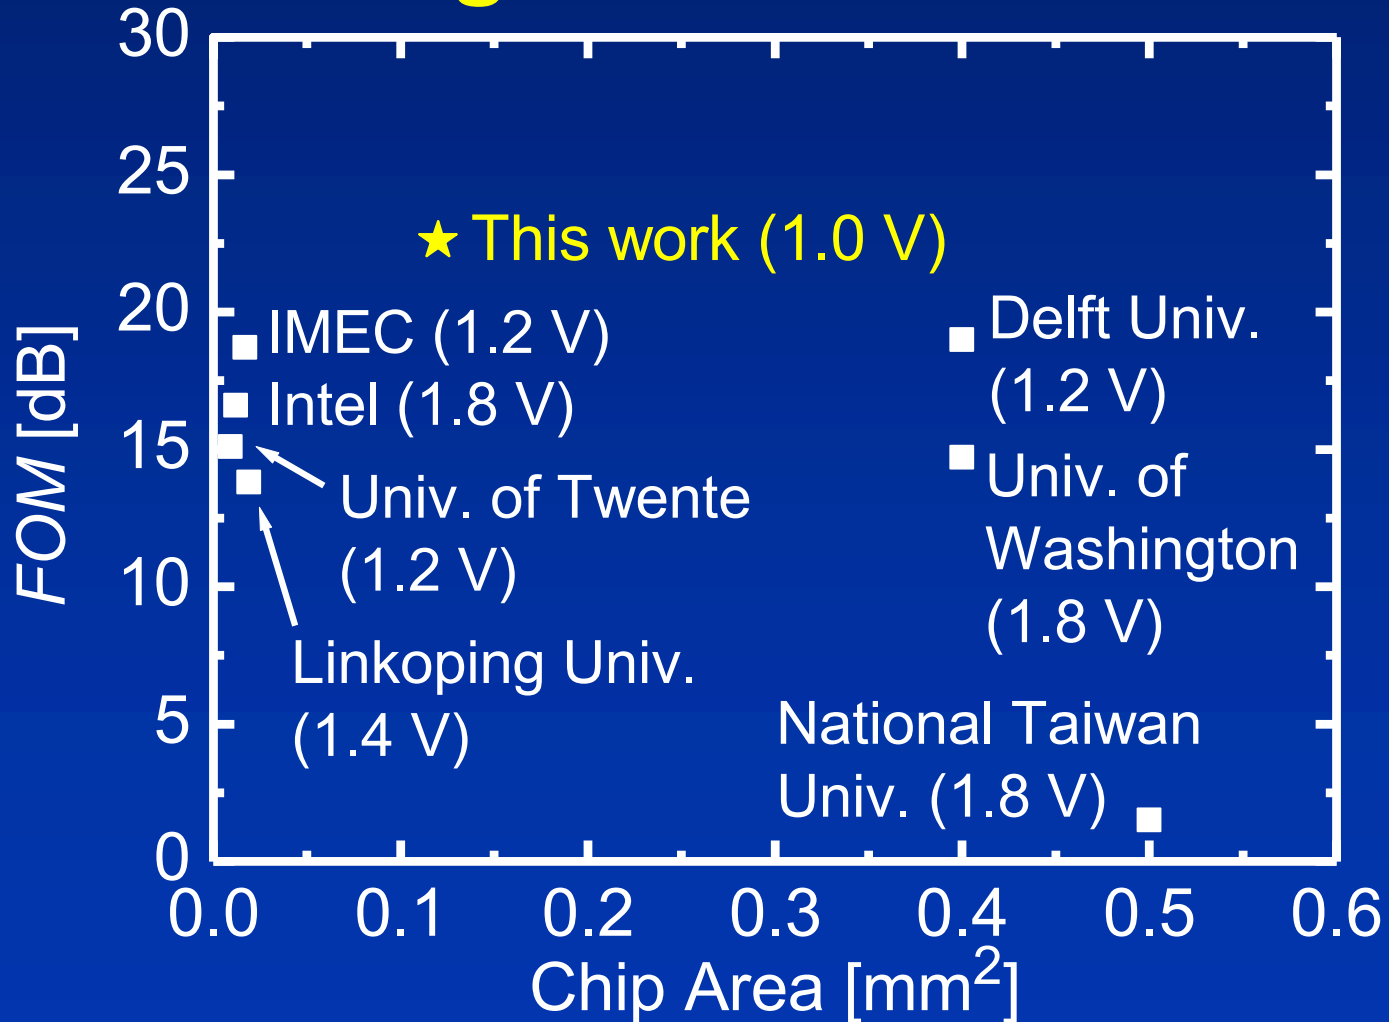 30
25
20
15
10
5
0
FOM [dB]
This work (1.0 V)
IMEC (1.2 V)
Intel (1.8 V)
Univ. of Twente
(1.2 V)
Linkoping Univ.
(1.4 V)
Delft Univ.
(1.2 V)
Univ. of
Washington
(1.8 V)
National Taiwan
Univ. (1.8 V)
0.0 0.1 0.2 0.3 0.4 0.5 0.6
Chip Area [mm²]